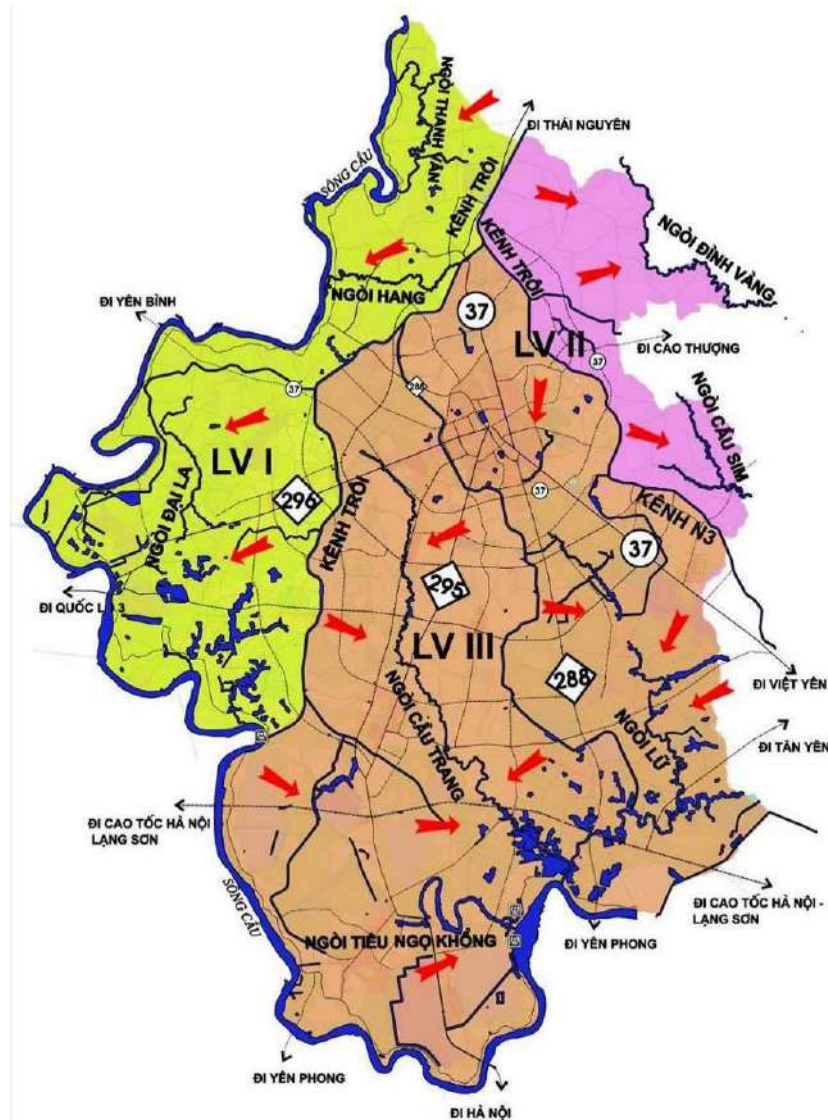 NGÒI THANH VÂN
ĐI THÁI NGUYÊN
SÔNG CẦU
KÊNH TRÔI
KÊNH TRÔI
NGÒI ĐÌNH VÀNG
NGÒI HANG
ĐI YÊN BÌNH
37
LV II
ĐI CAO THƯỢNG
37
37
286
NGÒI CẦU SIM
LV I
NGÒI ĐẠI LA
296
37
KÊNH N3
KÊNH TRÔI
37
295
ĐI QUỐC LỘ 3
LV III
288
ĐI VIỆT YÊN
NGÒI CẦU TRANG
NGÒI LỮ
ĐI TÂN YÊN
ĐI CAO TỐC HÀ NỘI
LẠNG SƠN
SÔNG CẦU
ĐI CAO TỐC HÀ NỘI -
LẠNG SƠN
NGÒI TIÊU NGỌ KHỔNG
ĐI YÊN PHONG
ĐI YÊN PHONG
ĐI HÀ NỘI